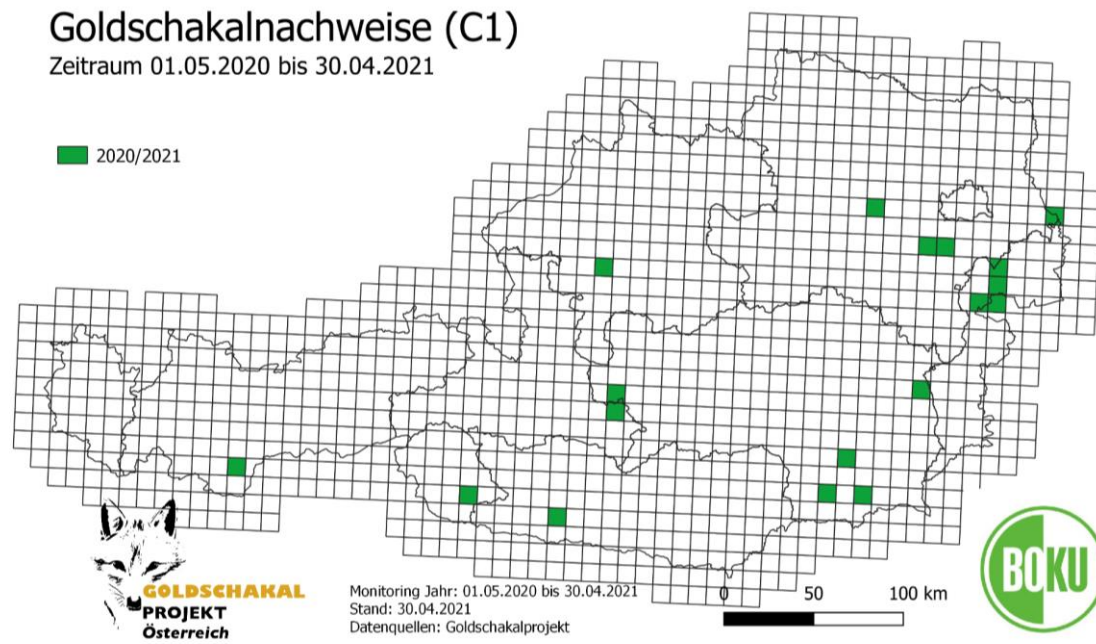 Goldschakalnachweise (C1)
Zeitraum 01.05.2020 bis 30.04.2021
2020/2021
GOLDSCHAKAL
PROJEKT
Österreich
Monitoring Jahr: 01.05.2020 bis 30.04.2021
Stand: 30.04.2021
Datenquellen: Goldschakalprojekt
0 50 100 km
BOKU